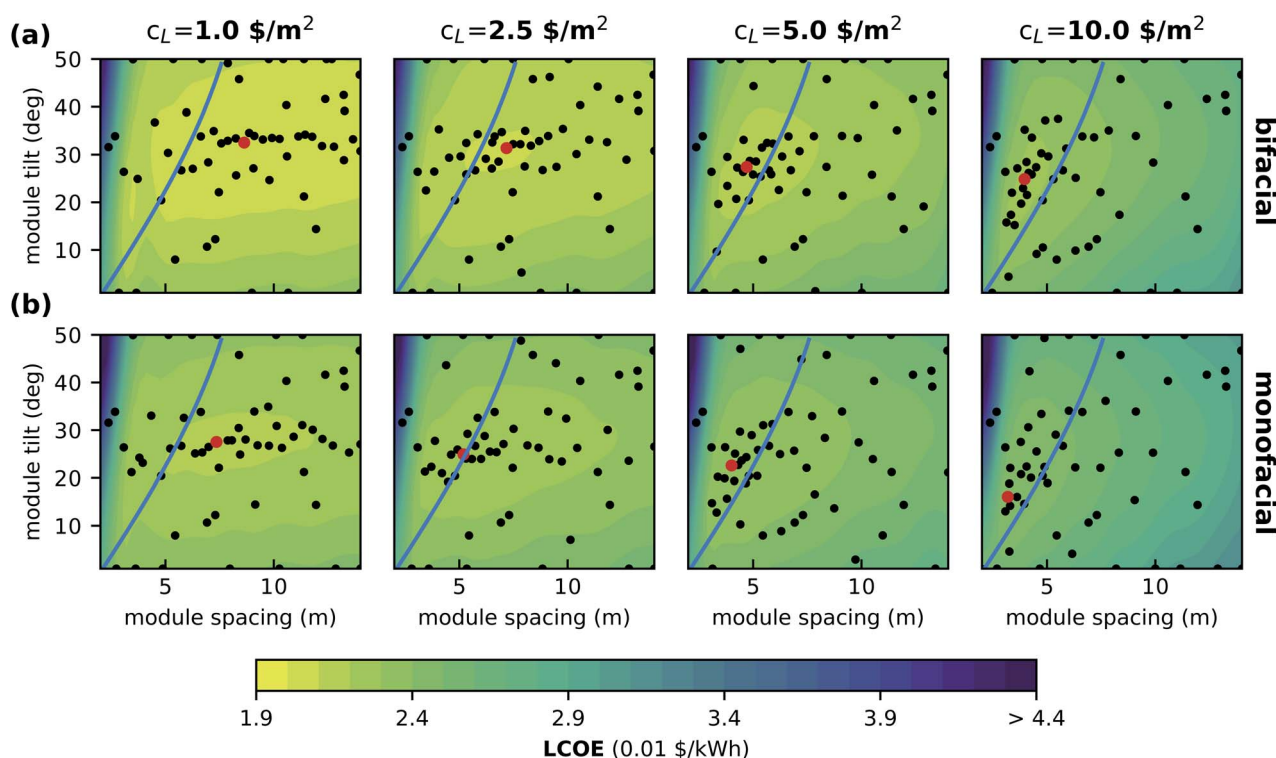 (a)
c_L=1.0 $/m²
c_L=2.5 $/m²
c_L=5.0 $/m²
c_L=10.0 $/m²
module tilt (deg)
50
40
30
20
10
bifacial
(b)
module tilt (deg)
50
40
30
20
10
monofacial
5 10
5 10
5 10
5 10
module spacing (m)
module spacing (m)
module spacing (m)
module spacing (m)
1.9 2.4 2.9 3.4 3.9 > 4.4
LCOE (0.01 $/kWh)